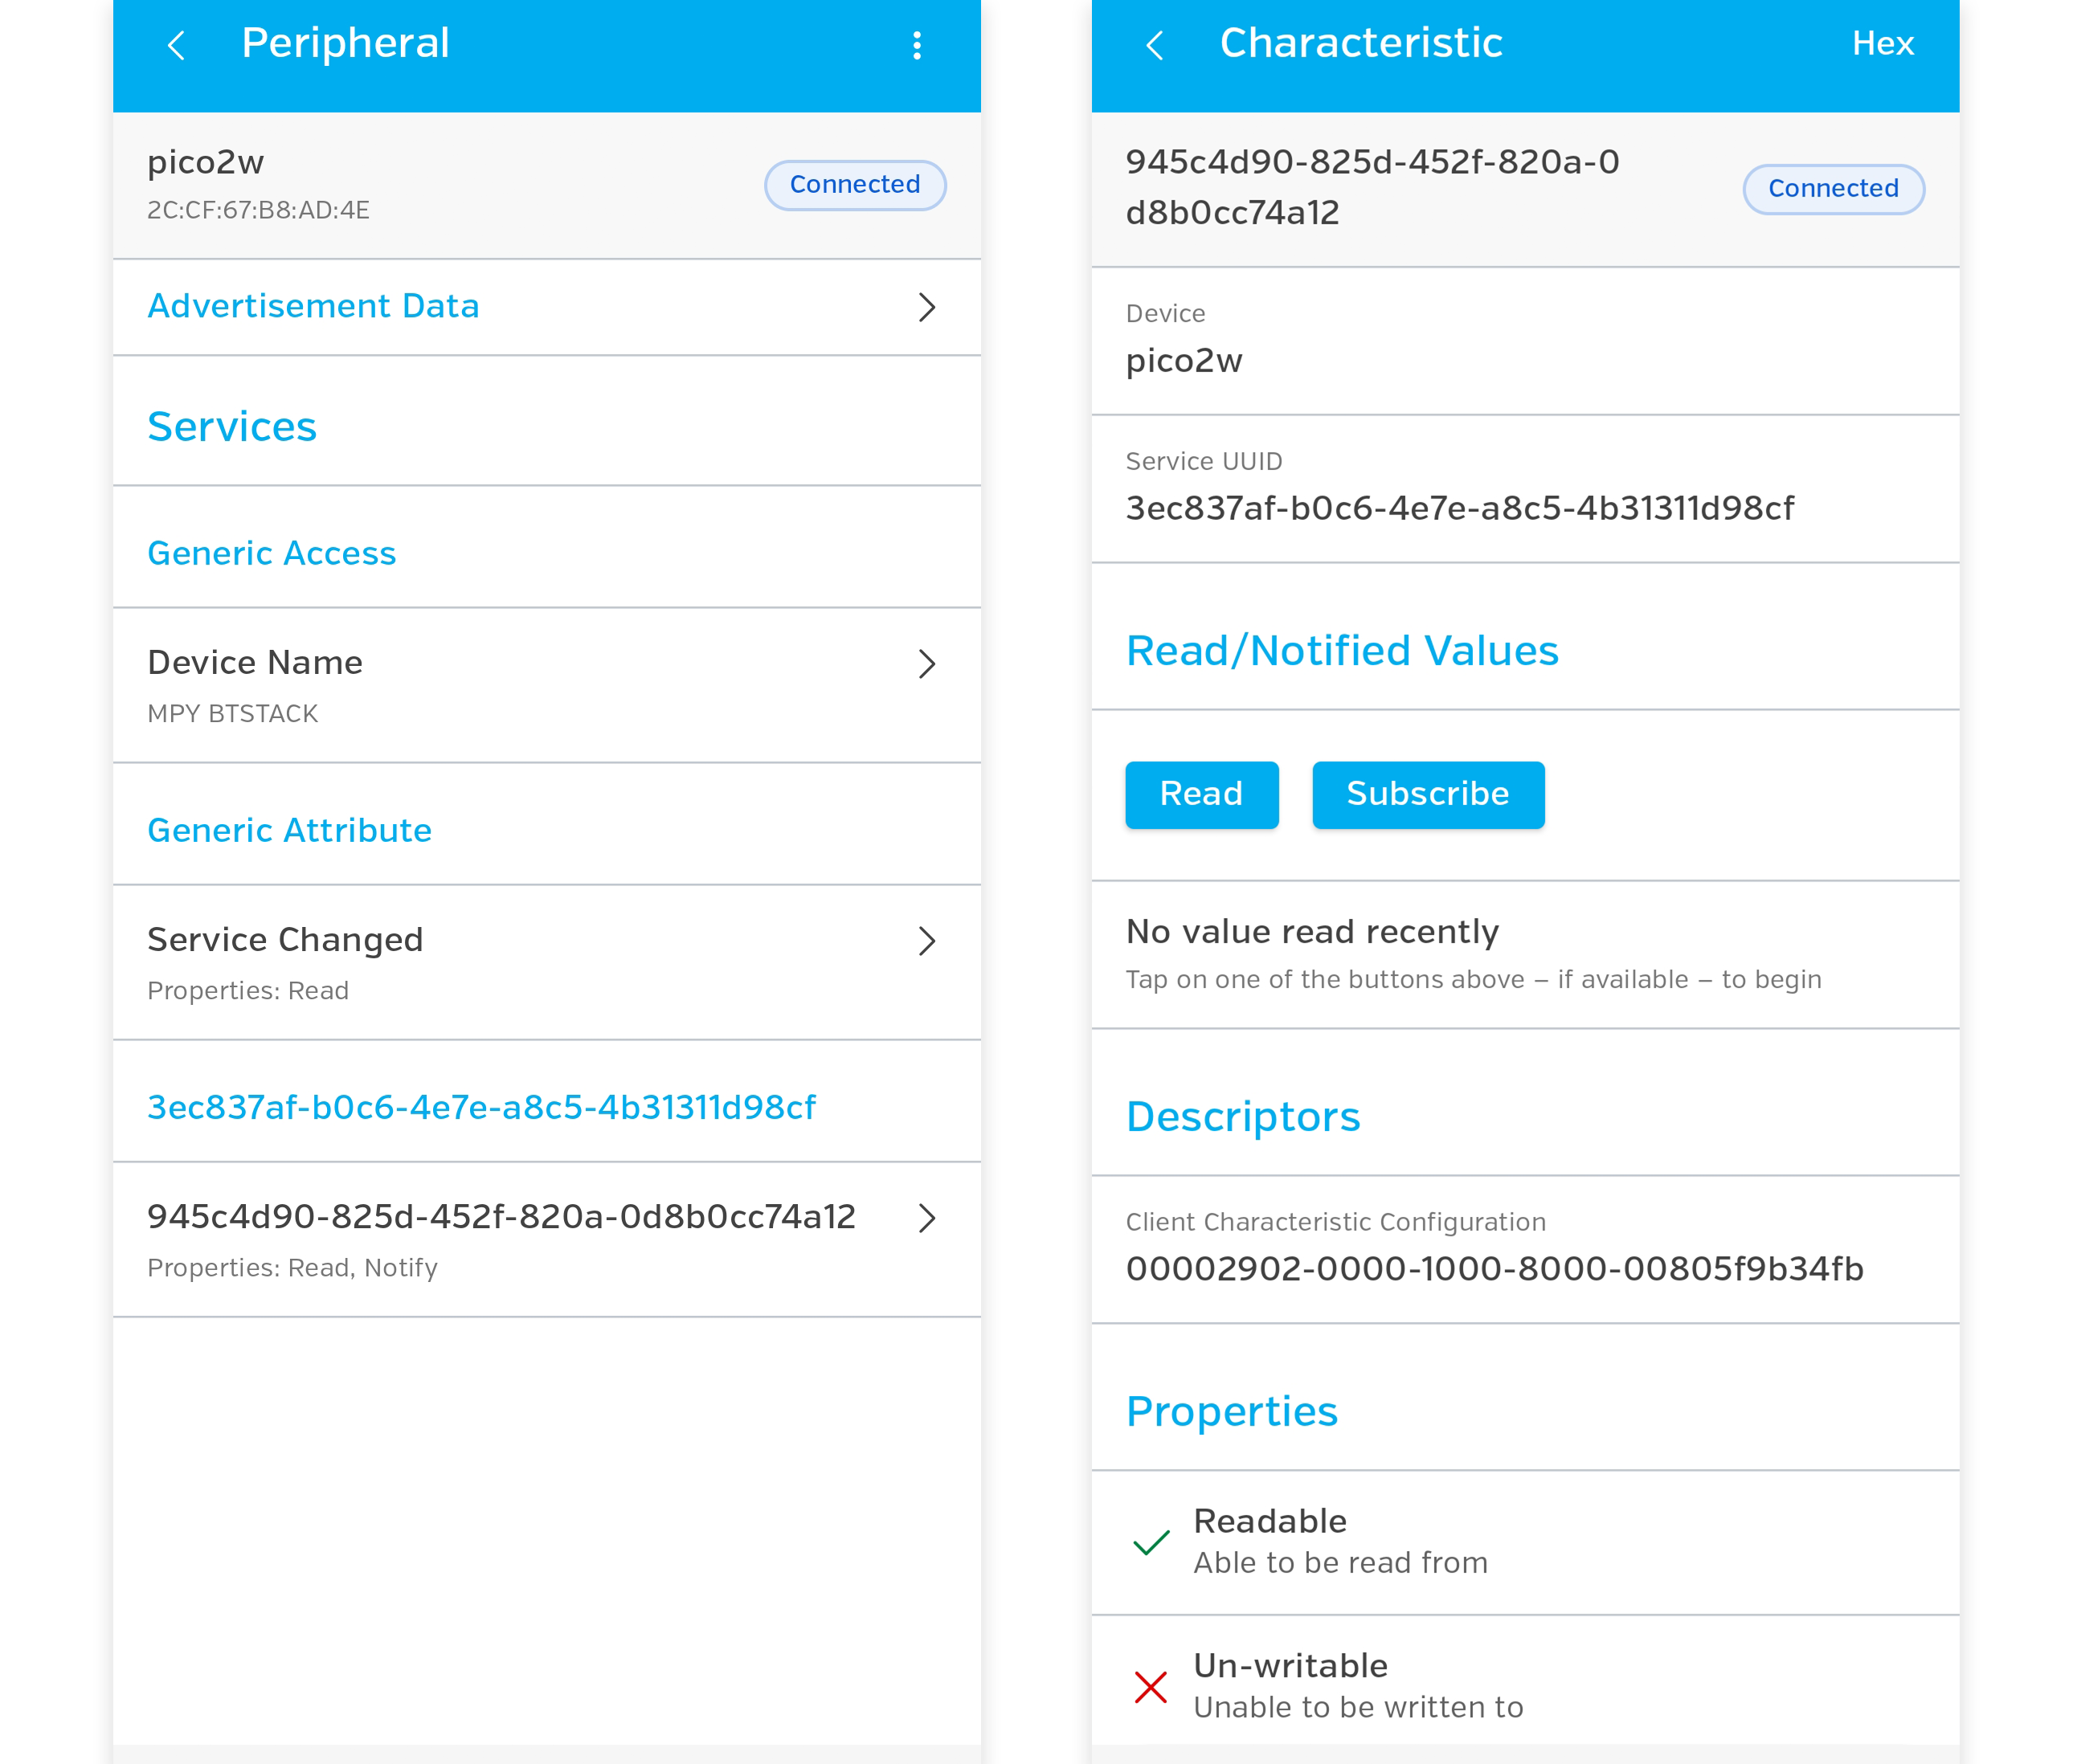 Peripheral
pico2w
2C:CF:67:B8:AD:4E
Connected
Advertisement Data
Services
Generic Access
Device Name
MPY BTSTACK
Generic Attribute
Service Changed
Properties: Read
3ec837af-b0c6-4e7e-a8c5-4b31311d98cf
945c4d90-825d-452f-820a-0d8b0cc74a12
Properties: Read, Notify
Characteristic
Hex
945c4d90-825d-452f-820a-0
d8b0cc74a12
Connected
Device
pico2w
Service UUID
3ec837af-b0c6-4e7e-a8c5-4b31311d98cf
Read/Notified Values
Read
Subscribe
No value read recently
Tap on one of the buttons above – if available – to begin
Descriptors
Client Characteristic Configuration
00002902-0000-1000-8000-00805f9b34fb
Properties
Readable
Able to be read from
Un-writable
Unable to be written to